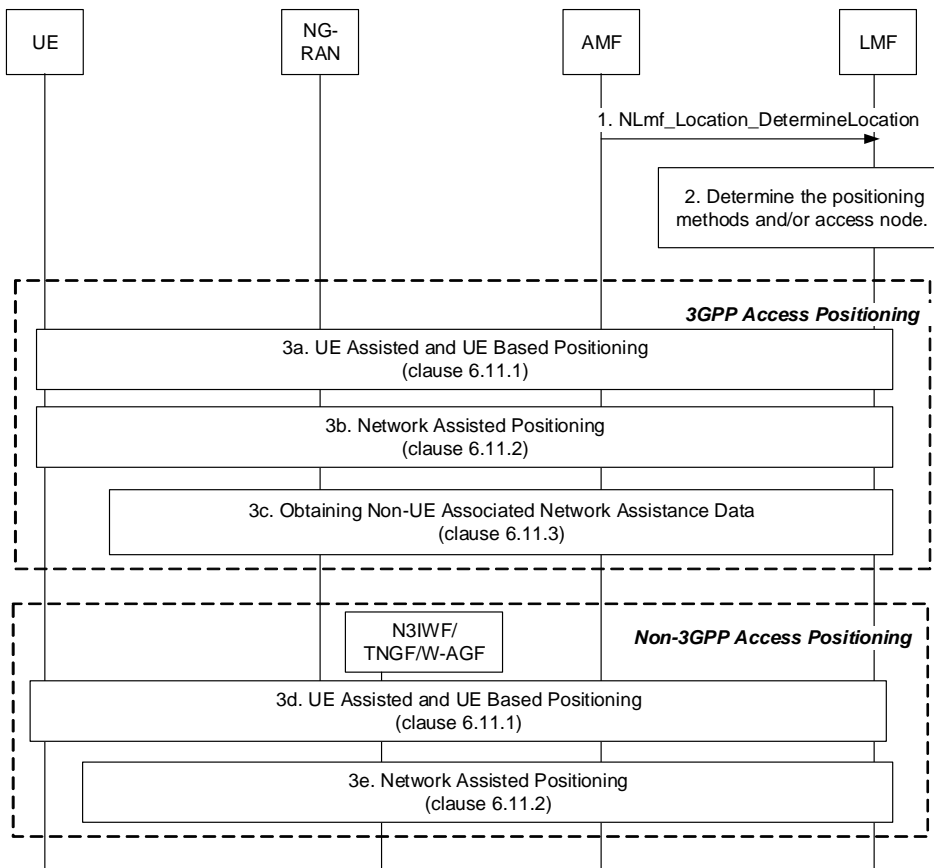 UE
NG-
RAN
AMF
LMF
1. NLmf_Location_DetermineLocation
2. Determine the positioning
methods and/or access node.
3GPP Access Positioning
3a. UE Assisted and UE Based Positioning
(clause 6.11.1)
3b. Network Assisted Positioning
(clause 6.11.2)
3c. Obtaining Non-UE Associated Network Assistance Data
(clause 6.11.3)
N3IWF/
TNGF/W-AGF
Non-3GPP Access Positioning
3d. UE Assisted and UE Based Positioning
(clause 6.11.1)
3e. Network Assisted Positioning
(clause 6.11.2)